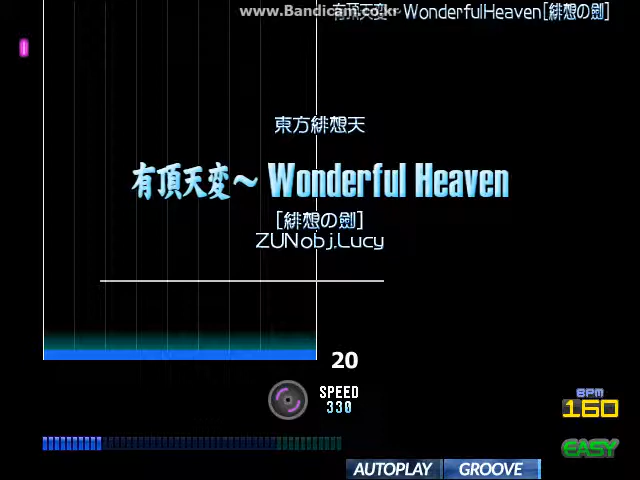 www.Bandicam.co.kr
有頂天変～ WonderfulHeaven[緋想の剣]
東方緋想天
有頂天変～ Wonderful Heaven
[緋想の剣]
ZUNobj.Lucy
20
SPEED
330
BPM
160
EASY
AUTOPLAY
GROOVE